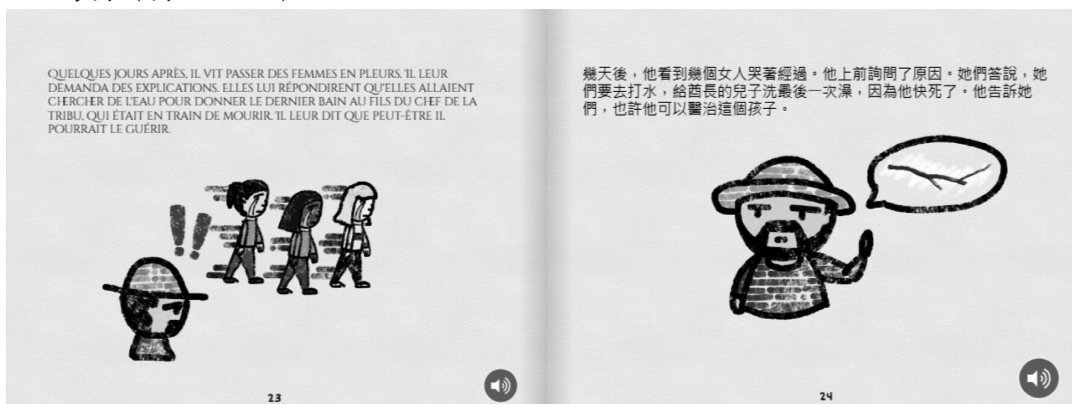 QUELQUES JOURS APRÈS, IL VIT PASSER DES FEMMES EN PLEURS. IL LEUR
DEMANDA DES EXPLICATIONS. ELLES LUI RÉPONDIRENT QU'ELLES ALLAIENT
CHERCHER DE L'EAU POUR DONNER LE DERNIER BAIN AU FILS DU CHEF DE LA
TRIBU, QUI ÉTAIT EN TRAIN DE MOURIR. IL LEUR DIT QUE PEUT-ÊTRE IL
POURRAIT LE GUÉRIR.
!!
23
幾天後，他看到幾個女人哭著經過。他上前詢問了原因。她們答說，她
們要去打水，給酋長的兒子洗最後一次澡，因為他快死了。他告訴她
們，也許他可以醫治這個孩子。
24